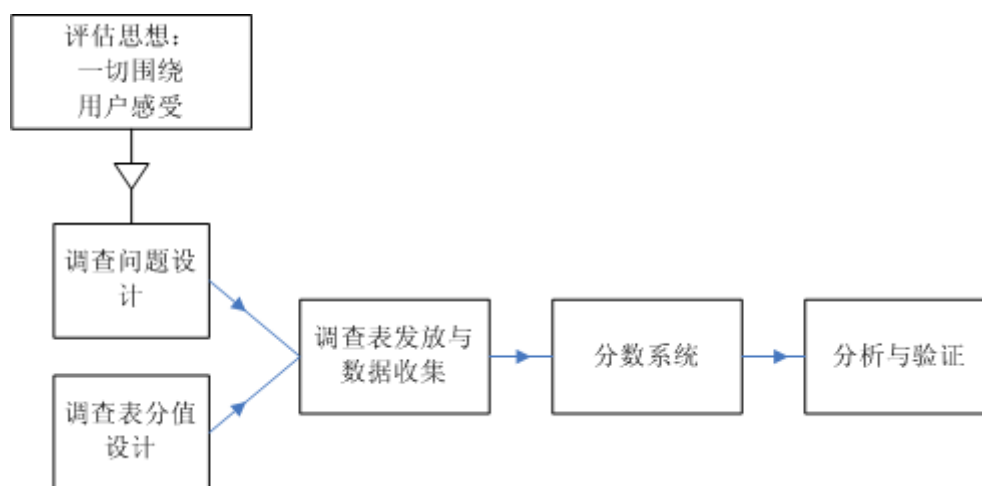 评估思想：
一切围绕
用户感受
调查问题设
计
调查表分值
设计
调查表发放与
数据收集
分数系统
分析与验证